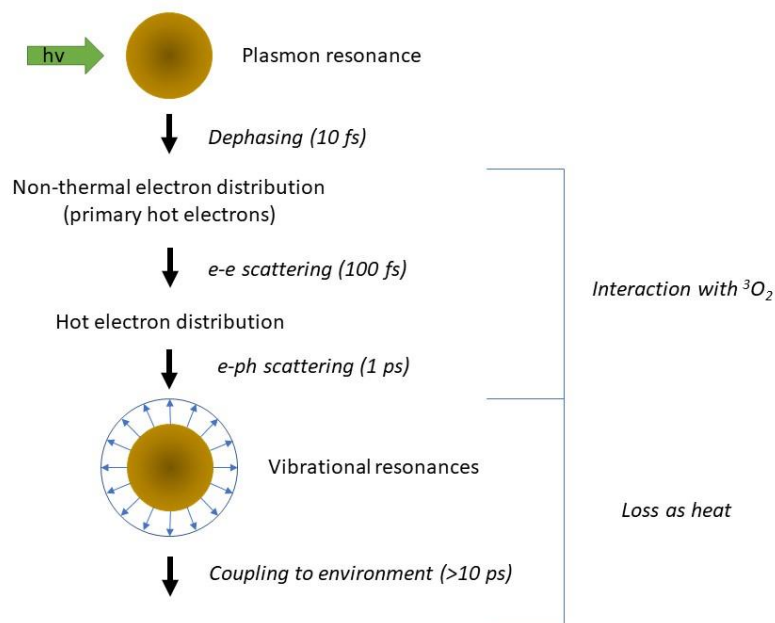 hv
Plasmon resonance
Dephasing (10 fs)
Non-thermal electron distribution
(primary hot electrons)
e-e scattering (100 fs)
Interaction with ³O₂
Hot electron distribution
e-ph scattering (1 ps)
Vibrational resonances
Loss as heat
Coupling to environment (>10 ps)